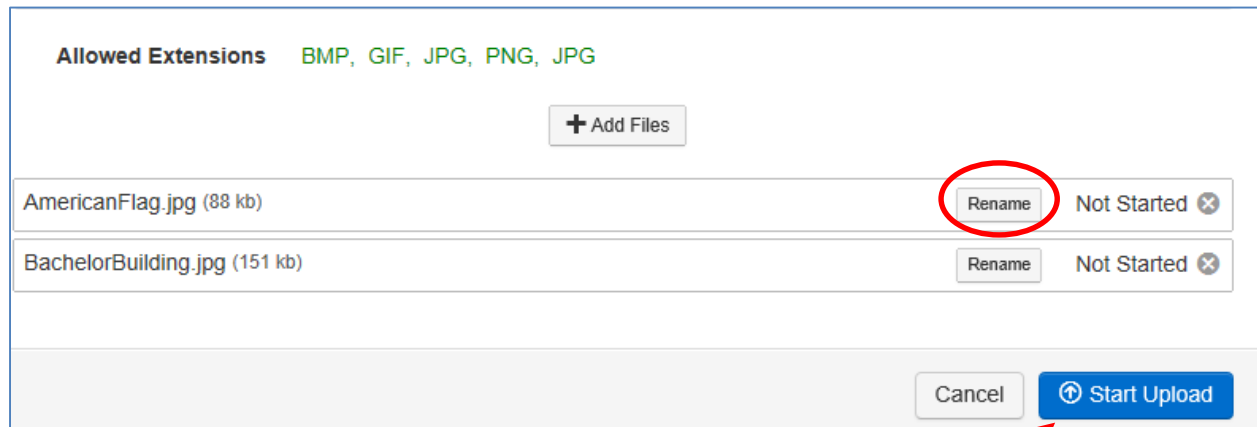 Allowed Extensions BMP, GIF, JPG, PNG, JPG
Add Files
AmericanFlag.jpg (88 kb) Rename Not Started
BachelorBuilding.jpg (151 kb) Rename Not Started
Cancel Start Upload